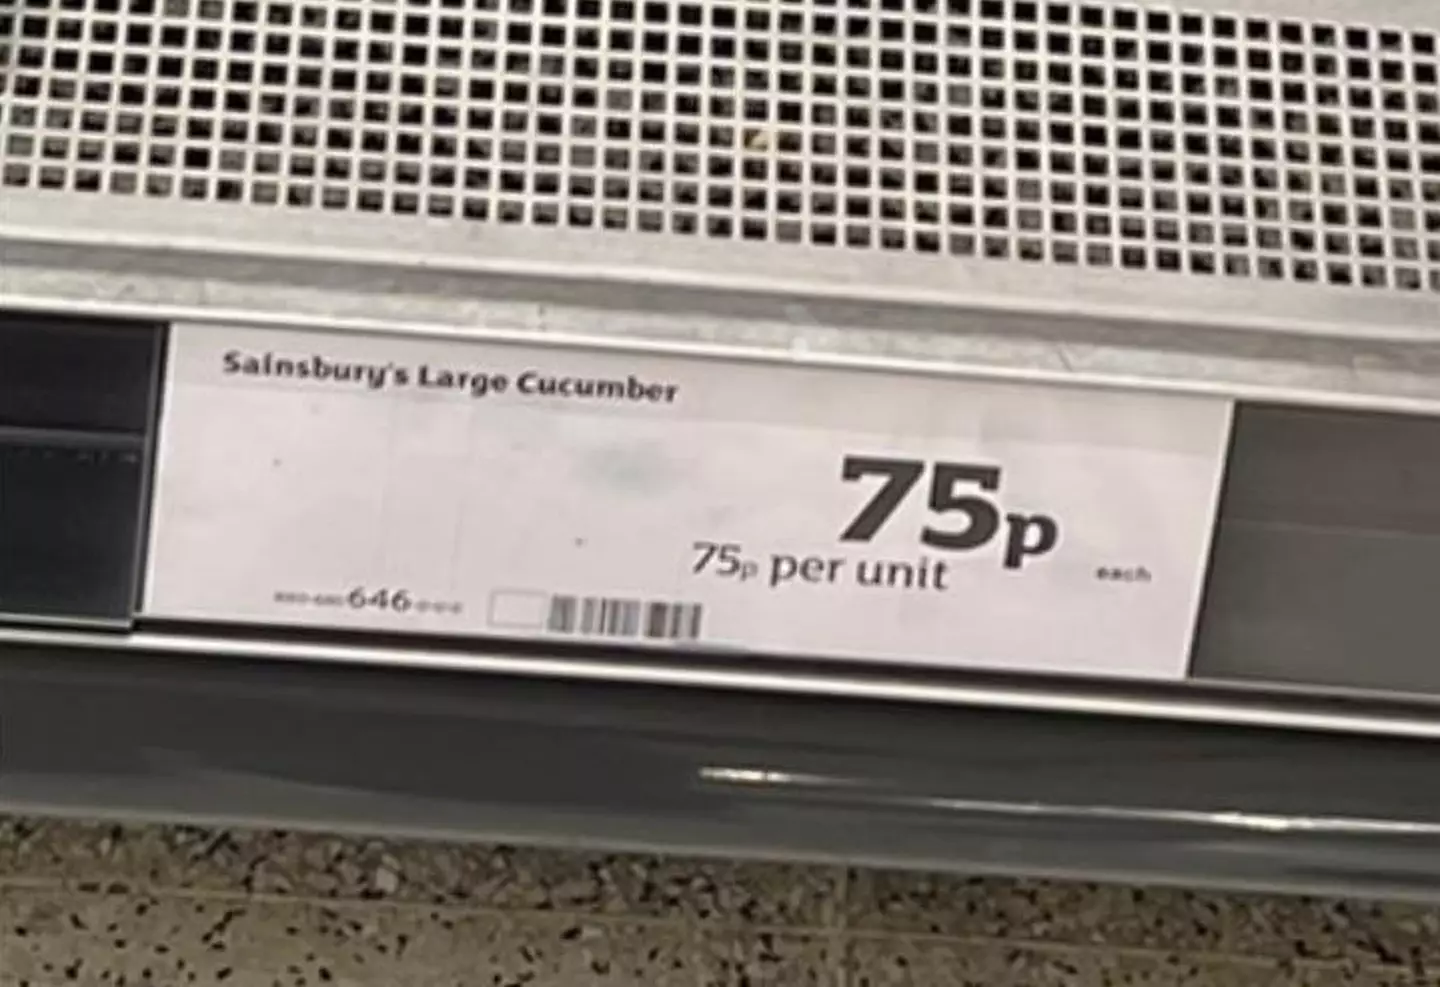 Sainsbury's Large Cucumber
75p
75p per unit
each
646